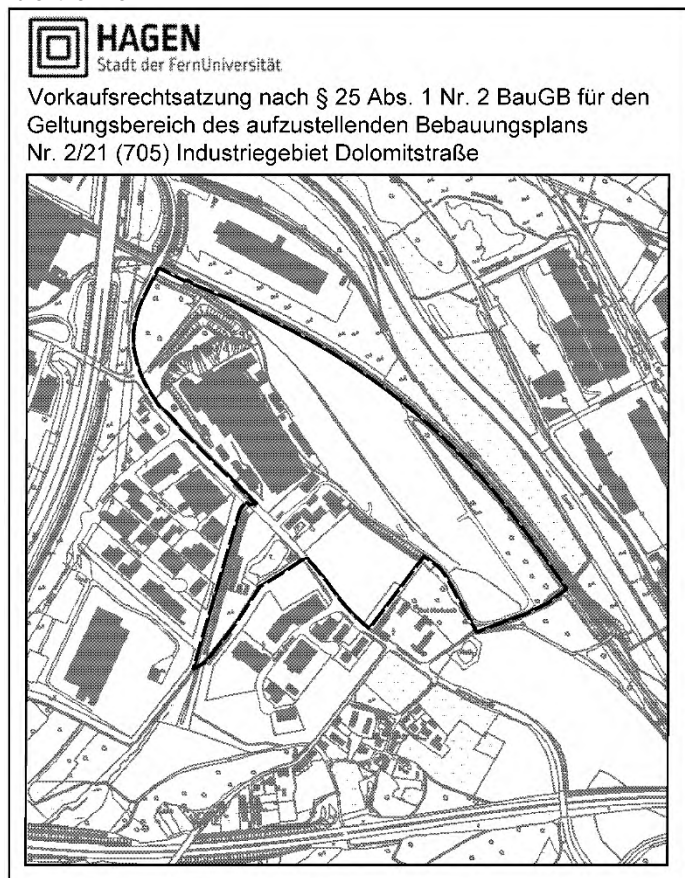 HAGEN
Stadt der FernUniversität
Vorkaufsrechtsatzung nach § 25 Abs. 1 Nr. 2 BauGB für den
Geltungsbereich des aufzustellenden Bebauungsplans
Nr. 2/21 (705) Industriegebiet Dolomitstraße